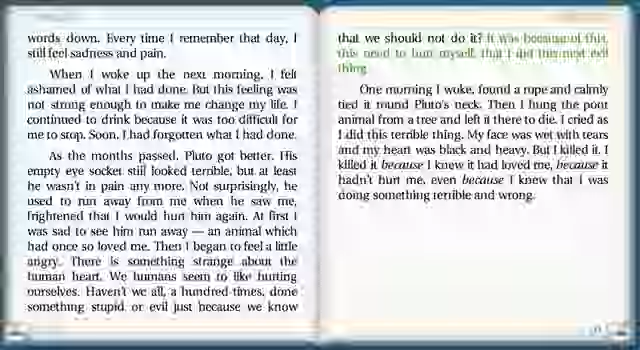 words down. Every time I remember that day, I
still feel sadness and pain.
When I woke up the next morning, I felt
ashamed of what I had done. But this feeling was
not strong enough to make me change my life. I
continued to drink because it was too difficult for
me to stop. Soon, I had forgotten what I had done.
As the months passed, Pluto got better. His
empty eye socket still looked terrible, but at least
he wasn't in pain any more. Not surprisingly, he
used to run away from me when he saw me,
frightened that I would hurt him again. At first I
was sad to see him run away — an animal which
had once so loved me. Then I began to feel a little
angry. There is something strange about the
human heart. We humans seem to like hurting
ourselves. Haven't we all, a hundred times, done
something stupid or evil just because we know
that we should not do it? It was because of this,
this need to hurt myself, that I did this most evil
thing.
One morning I woke, found a rope and calmly
tied it round Pluto's neck. Then I hung the poor
animal from a tree and left it there to die. I cried as
I did this terrible thing. My face was wet with tears
and my heart was black and heavy. But I killed it. I
killed it because I knew it had loved me, because it
hadn't hurt me, even because I knew that I was
doing something terrible and wrong.